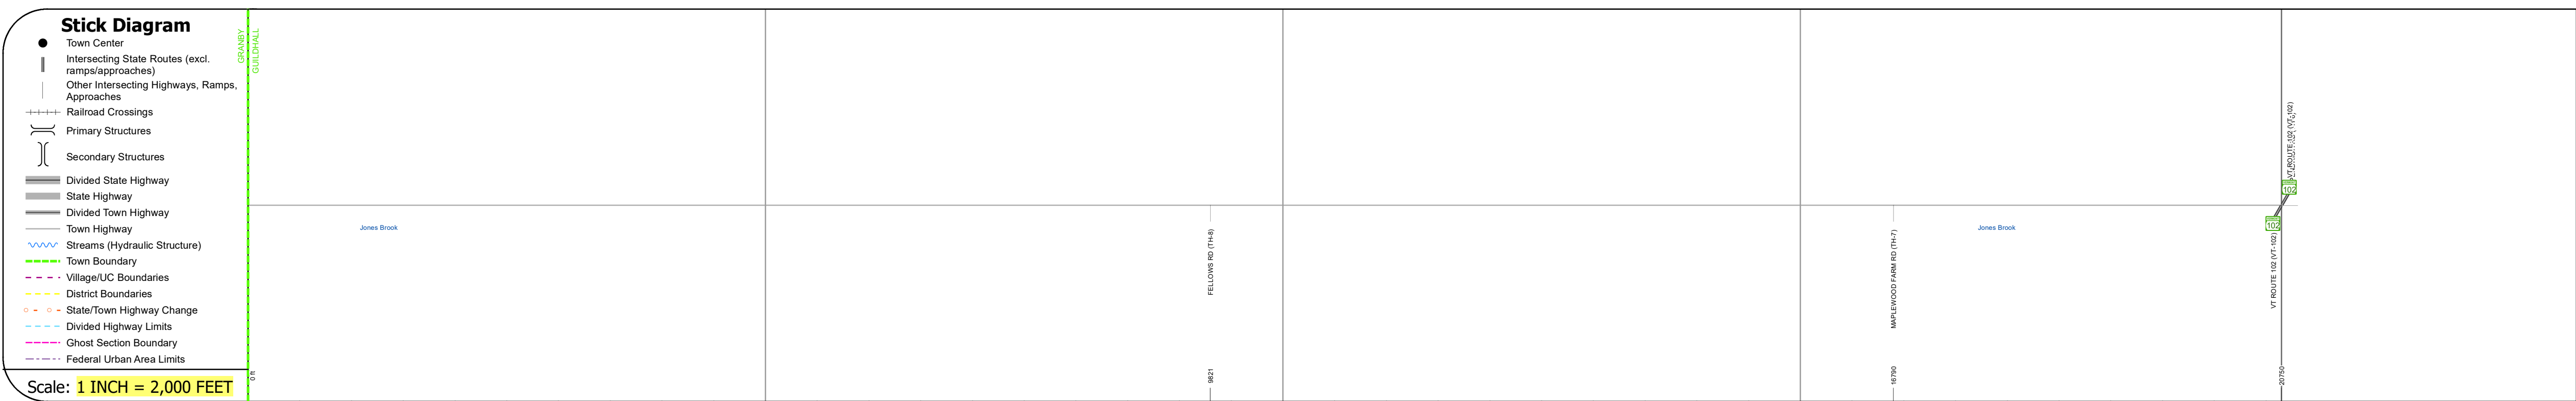 Stick Diagram
Town Center
Intersecting State Routes (excl.
ramps/approaches)
Other Intersecting Highways, Ramps,
Approaches
Railroad Crossings
Primary Structures
Secondary Structures
Divided State Highway
State Highway
Divided Town Highway
Town Highway
Streams (Hydraulic Structure)
Town Boundary
Village/UC Boundaries
District Boundaries
State/Town Highway Change
Divided Highway Limits
Ghost Section Boundary
Federal Urban Area Limits
Scale: 1 INCH = 2,000 FEET
GRANBY
GUILDHALL
0 ft
Jones Brook
FELLOWS RD (TH-8)
9821
MAPLEWOOD FARM RD (TH-7)
16790
Jones Brook
VT ROUTE 102 (VT-102)
102
102
VT ROUTE 102 (VT-102)
20750